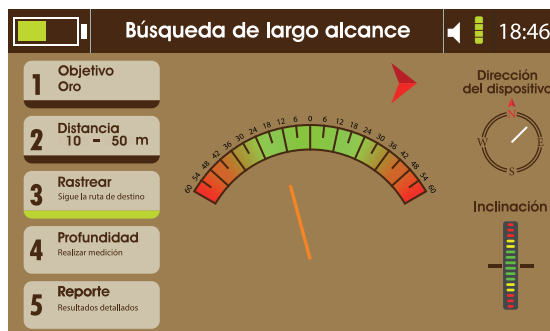 Búsqueda de largo alcance
18:46
1 Objetivo
Oro
2 Distancia
10 - 50 m
3 Rastrear
Sigue la ruta de destino
4 Profundidad
Realizar medición
5 Reporte
Resultados detallados
60 54 48 42 36 30 24 18 12 6 0 6 12 18 24 30 36 42 48 54 60
Dirección
del dispositivo
N
W E
S
Inclinación